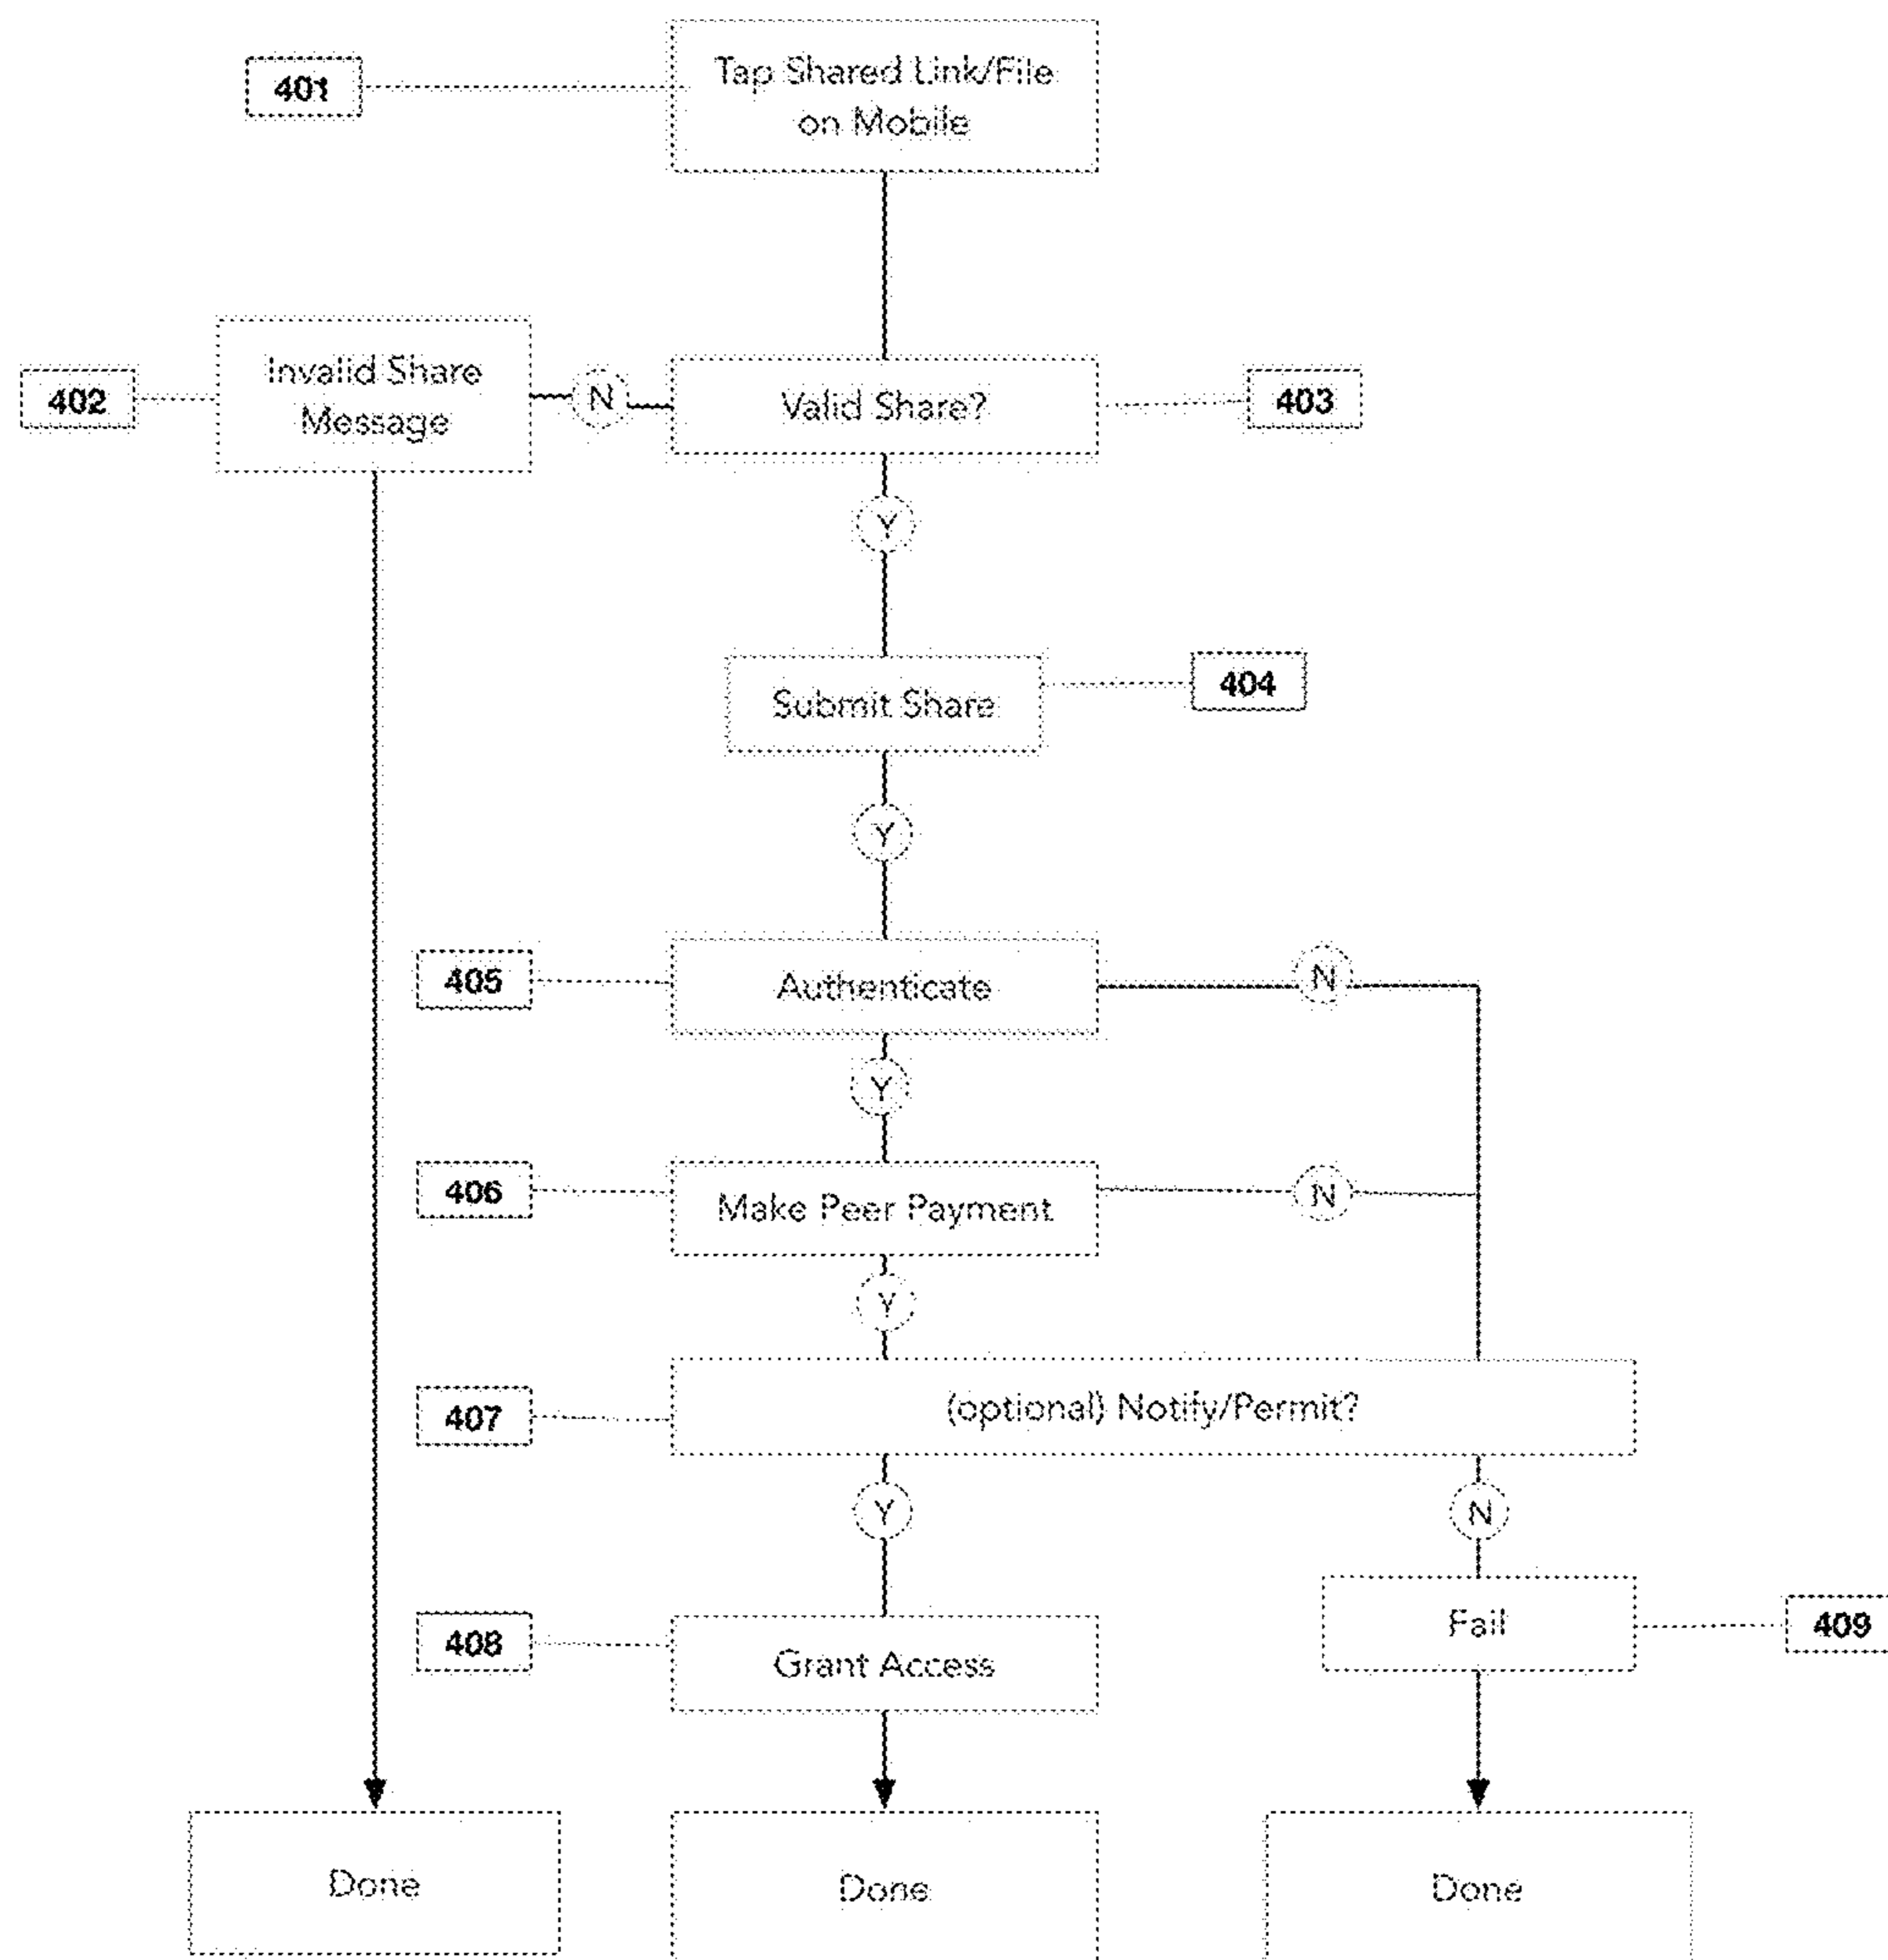 401
Tap Shared Link/File
on Mobile
402
Invalid Share
Message
N
Valid Share?
403
Y
Submit Share
404
Y
405
Authenticate
N
Y
406
Make Peer Payment
N
Y
407
(optional) Notify/Permit?
Y
N
408
Grant Access
Fail
409
Done
Done
Done